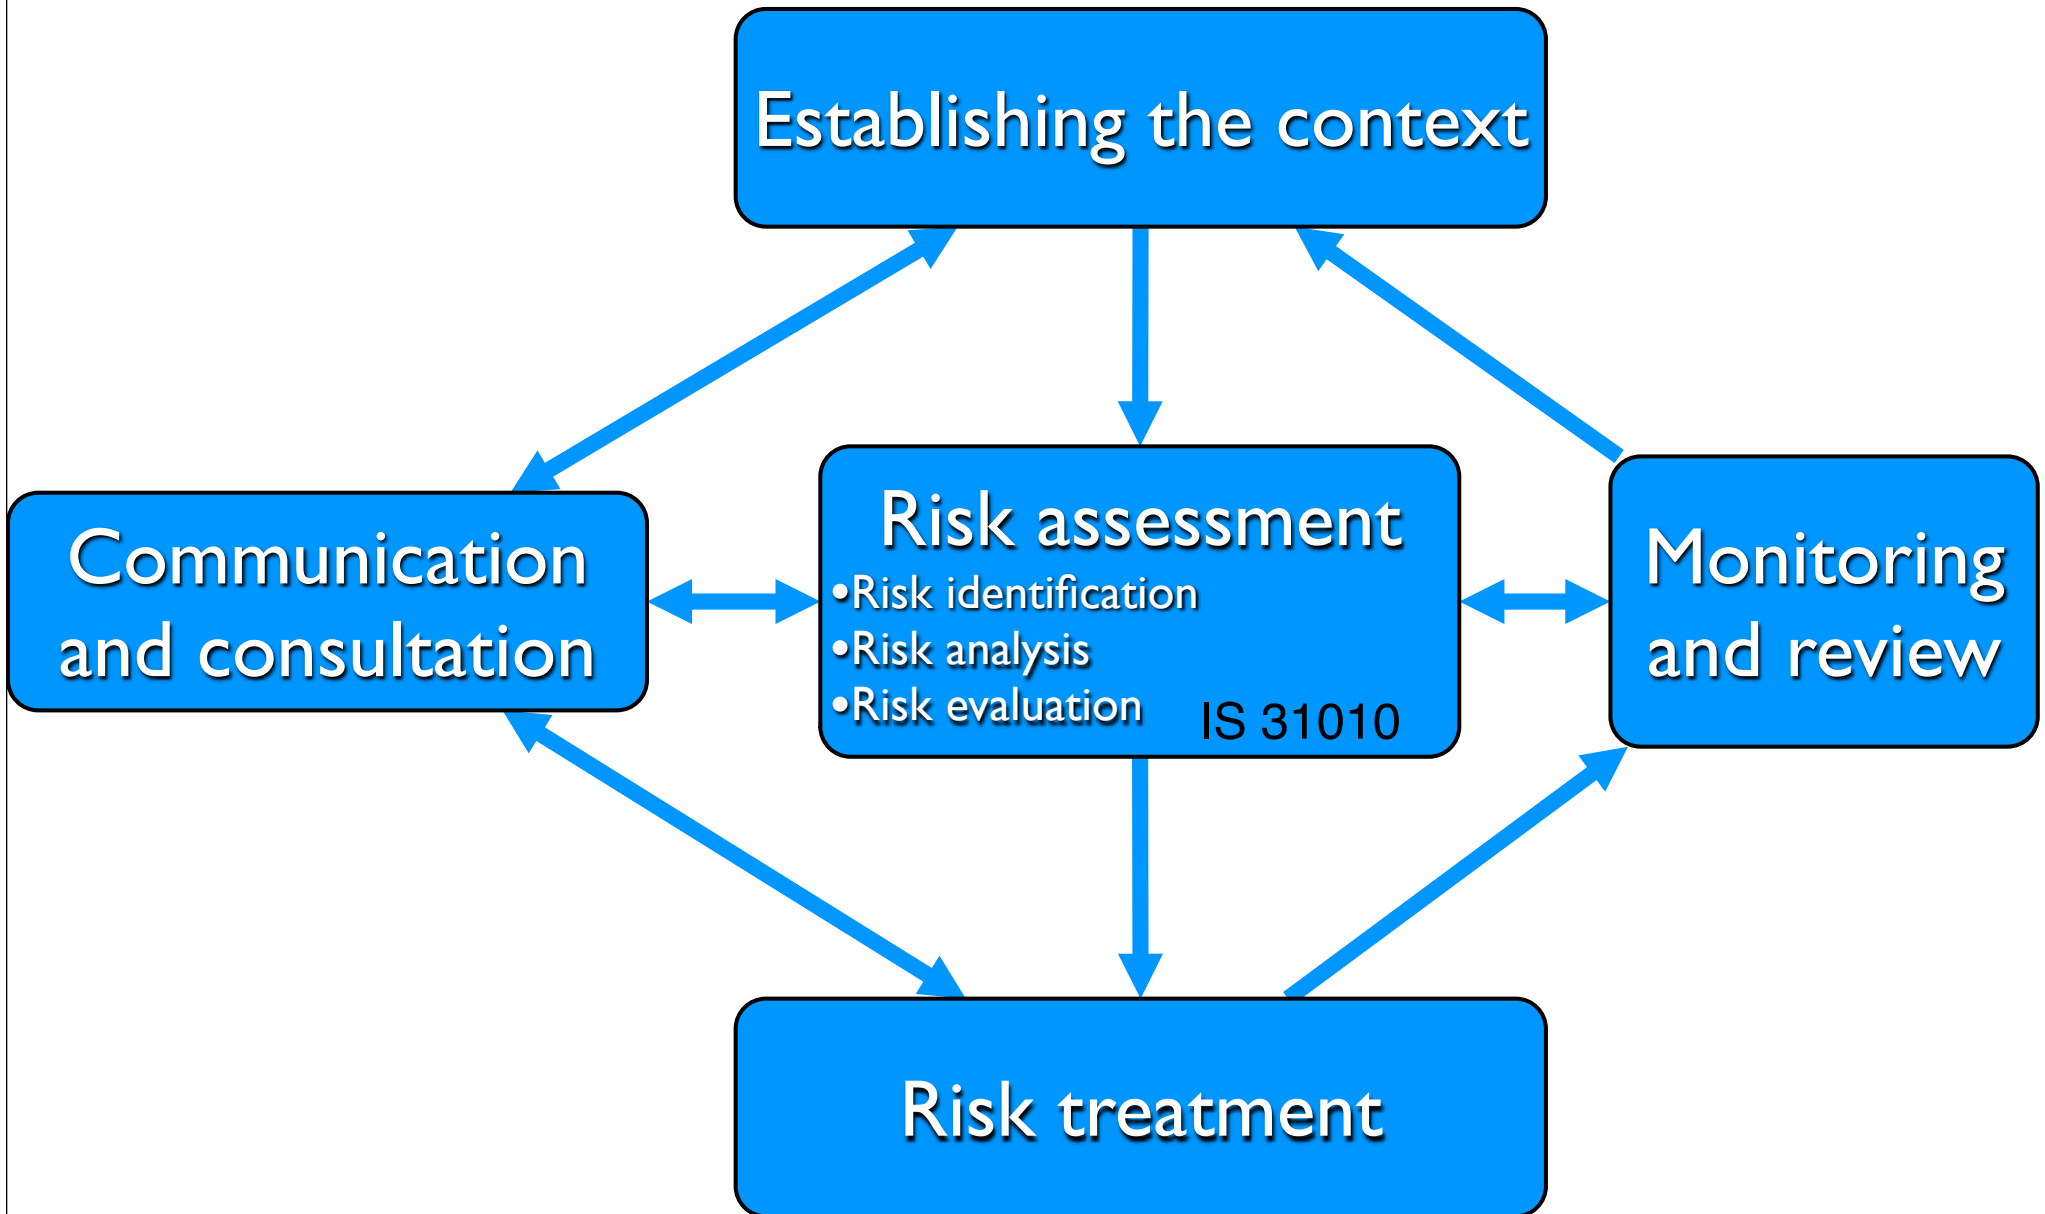 Establishing the context
Communication
and consultation
Risk assessment
•Risk identification
•Risk analysis
•Risk evaluation
IS 31010
Monitoring
and review
Risk treatment